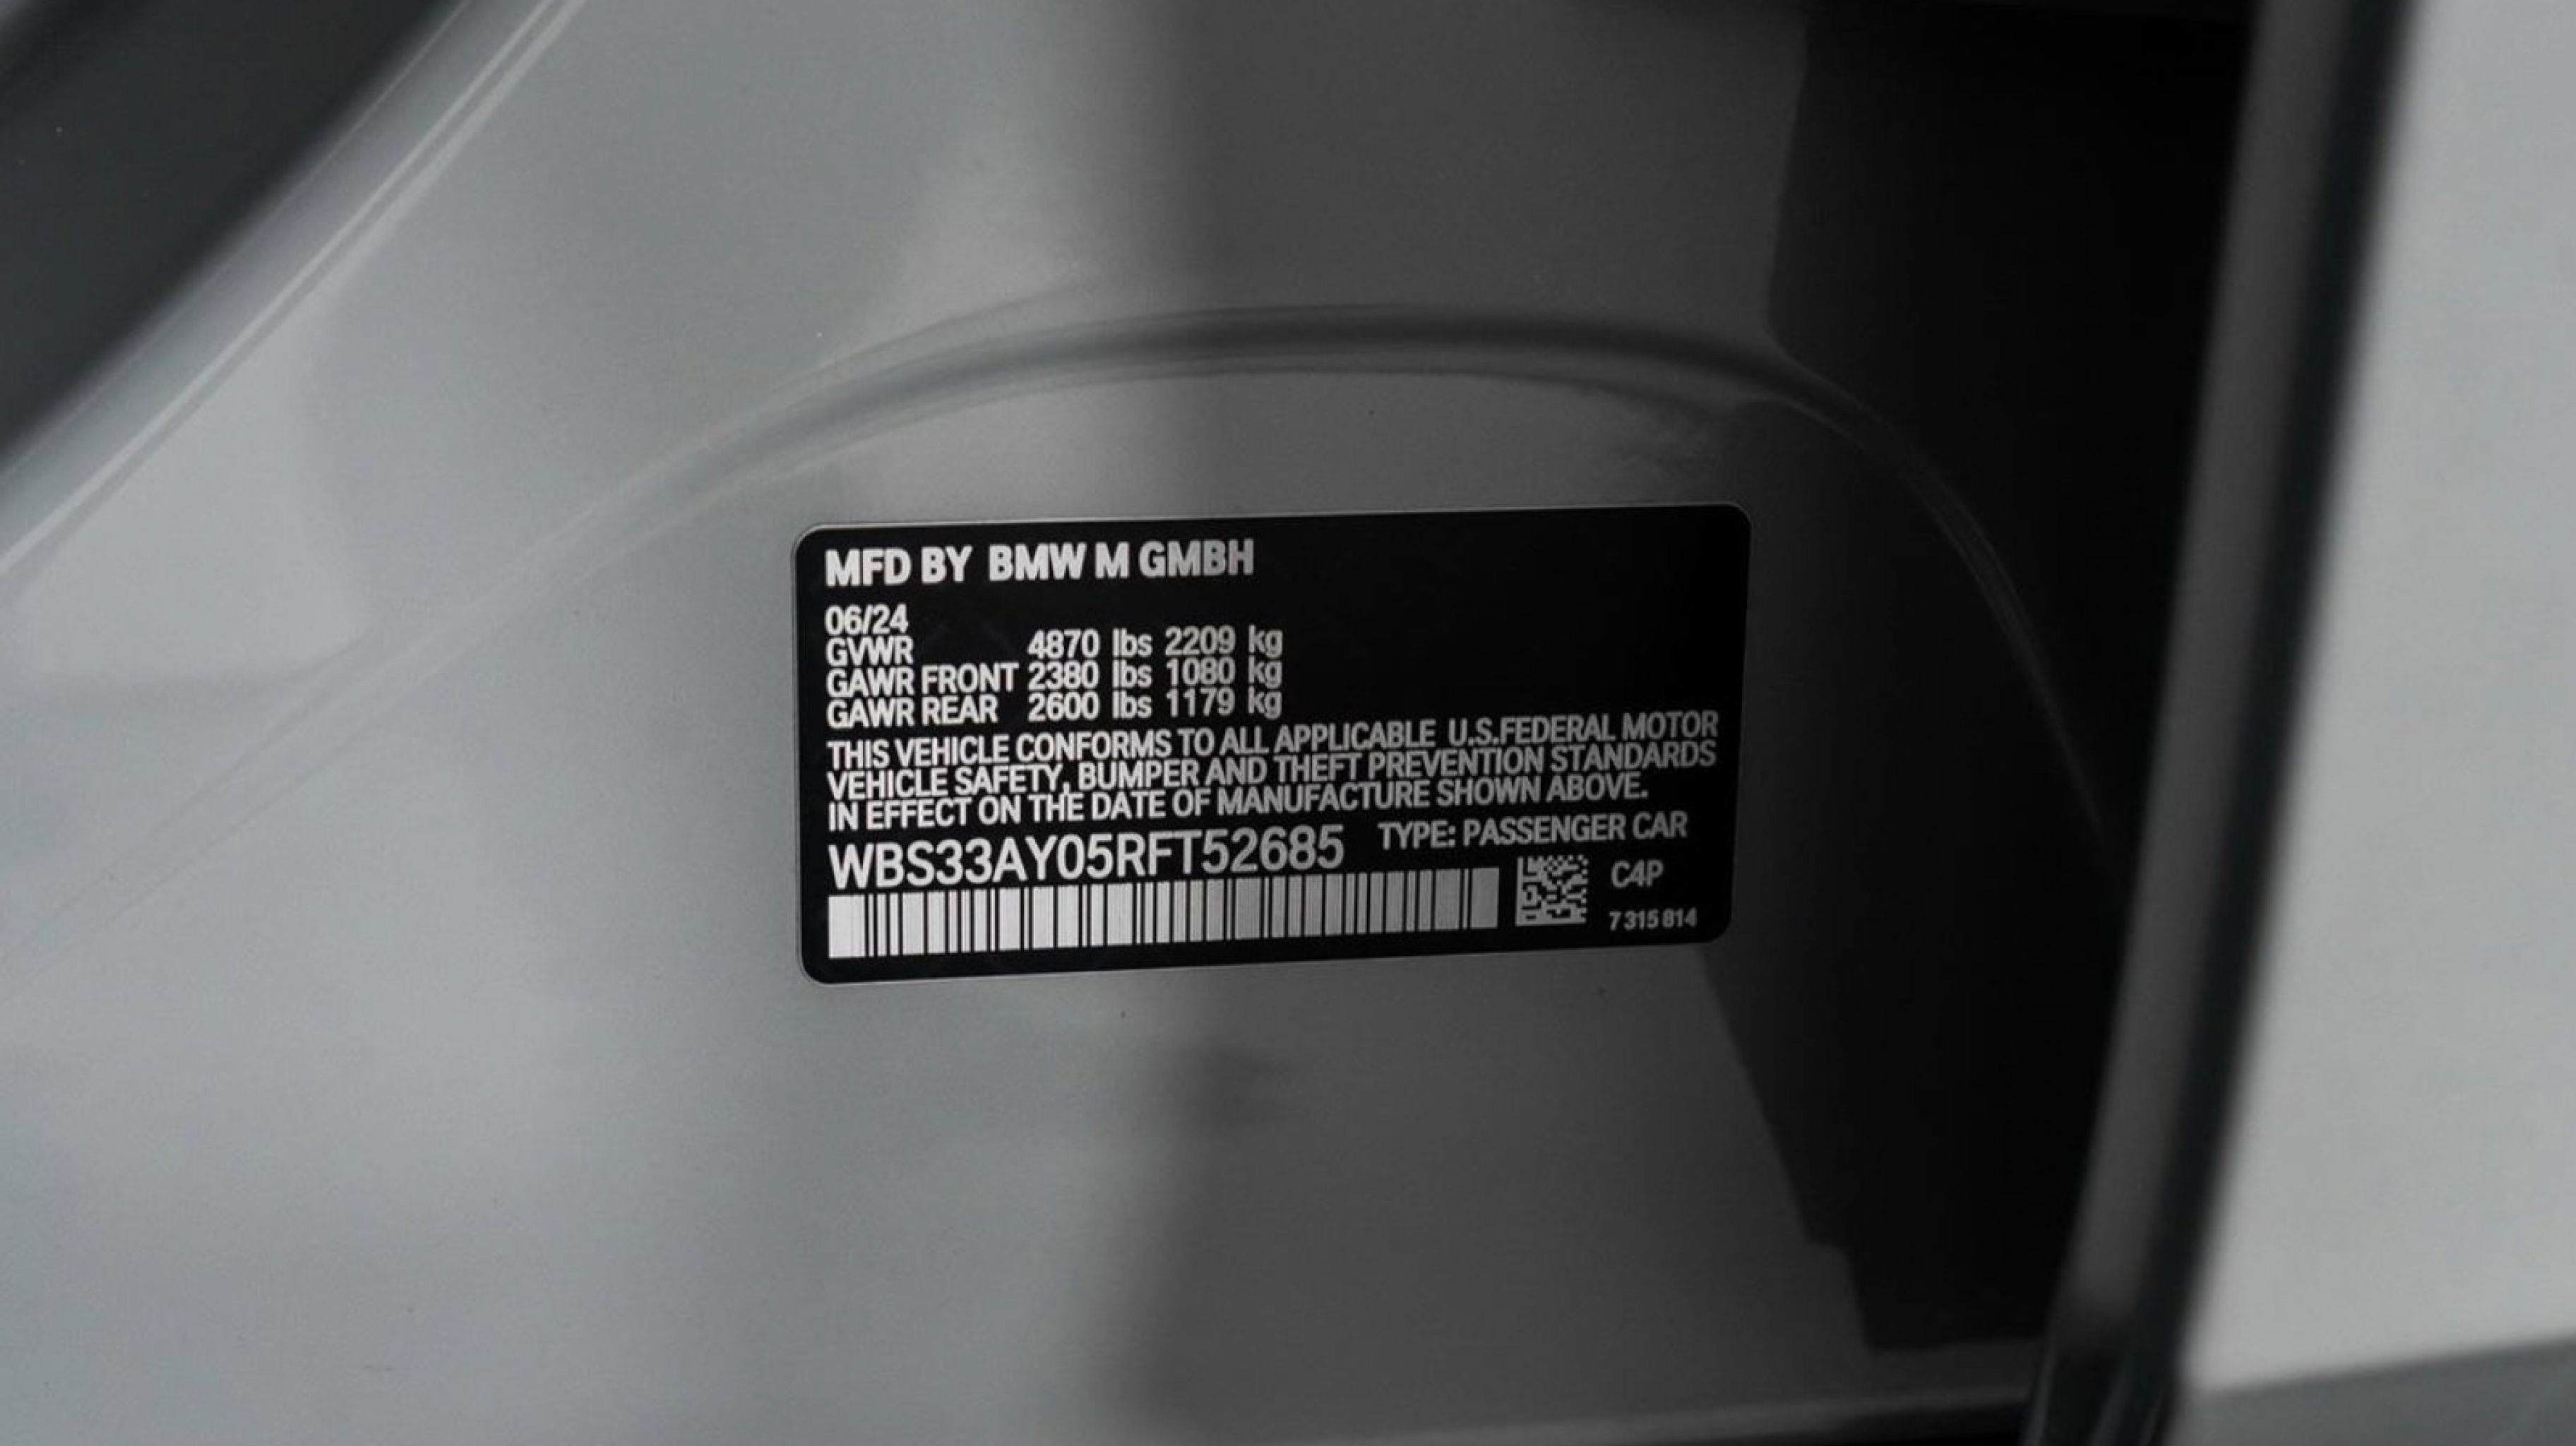 MFD BY BMW M GMBH
06/24
GVWR 4870 lbs 2209 kg
GAWR FRONT 2380 lbs 1080 kg
GAWR REAR 2600 lbs 1179 kg
THIS VEHICLE CONFORMS TO ALL APPLICABLE U.S.FEDERAL MOTOR
VEHICLE SAFETY, BUMPER AND THEFT PREVENTION STANDARDS
IN EFFECT ON THE DATE OF MANUFACTURE SHOWN ABOVE.
WBS33AY05RFT52685 TYPE: PASSENGER CAR
C4P
7 315 814